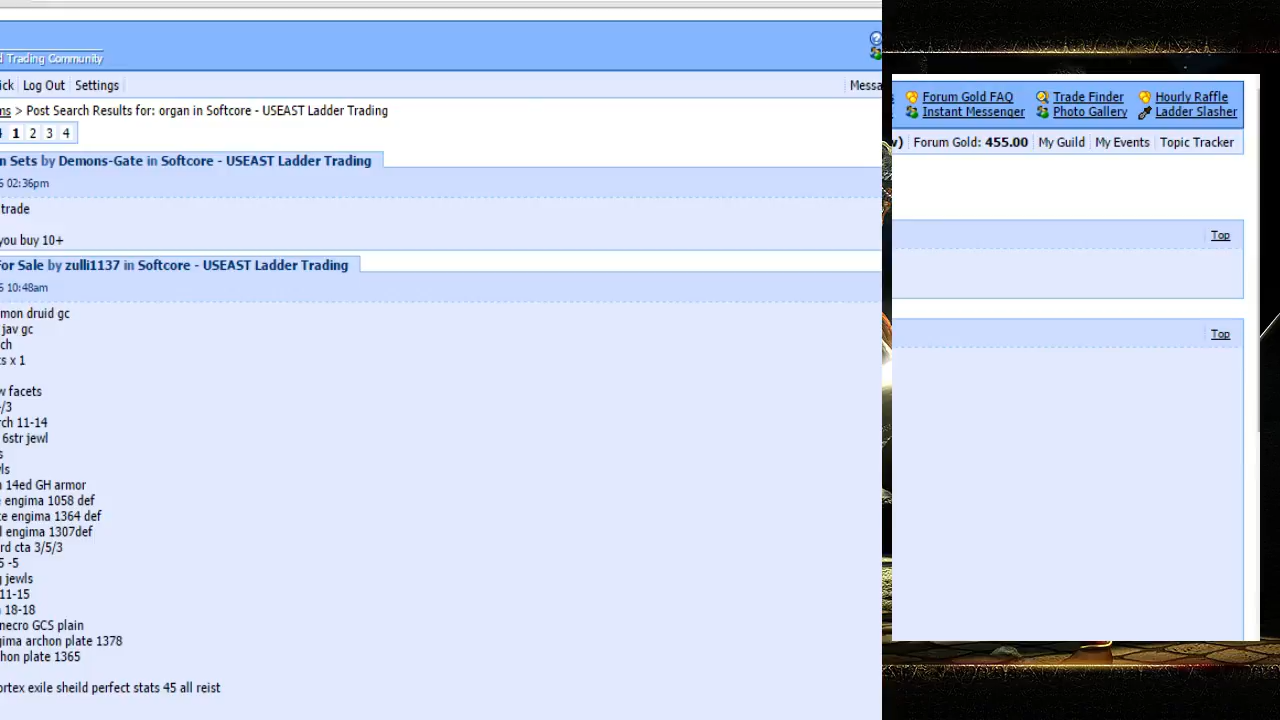 d Trading Community
ick Log Out Settings
Messa
ms > Post Search Results for: organ in Softcore - USEAST Ladder Trading
1 2 3 4
n Sets by Demons-Gate in Softcore - USEAST Ladder Trading
6 02:36pm
trade
you buy 10+
For Sale by zulli1137 in Softcore - USEAST Ladder Trading
6 10:48am
mon druid gc
jav gc
ch
ts x 1
w facets
/3
rch 11-14
6str jewl
s
ls
14ed GH armor
engima 1058 def
te engima 1364 def
l engima 1307def
rd cta 3/5/3
5 -5
g jewls
11-15
18-18
necro GCS plain
gima archon plate 1378
hon plate 1365
ortex exile sheild perfect stats 45 all reist
Forum Gold FAQ Trade Finder Hourly Raffle
Instant Messenger Photo Gallery Ladder Slasher
) Forum Gold: 455.00 My Guild My Events Topic Tracker
Top
Top